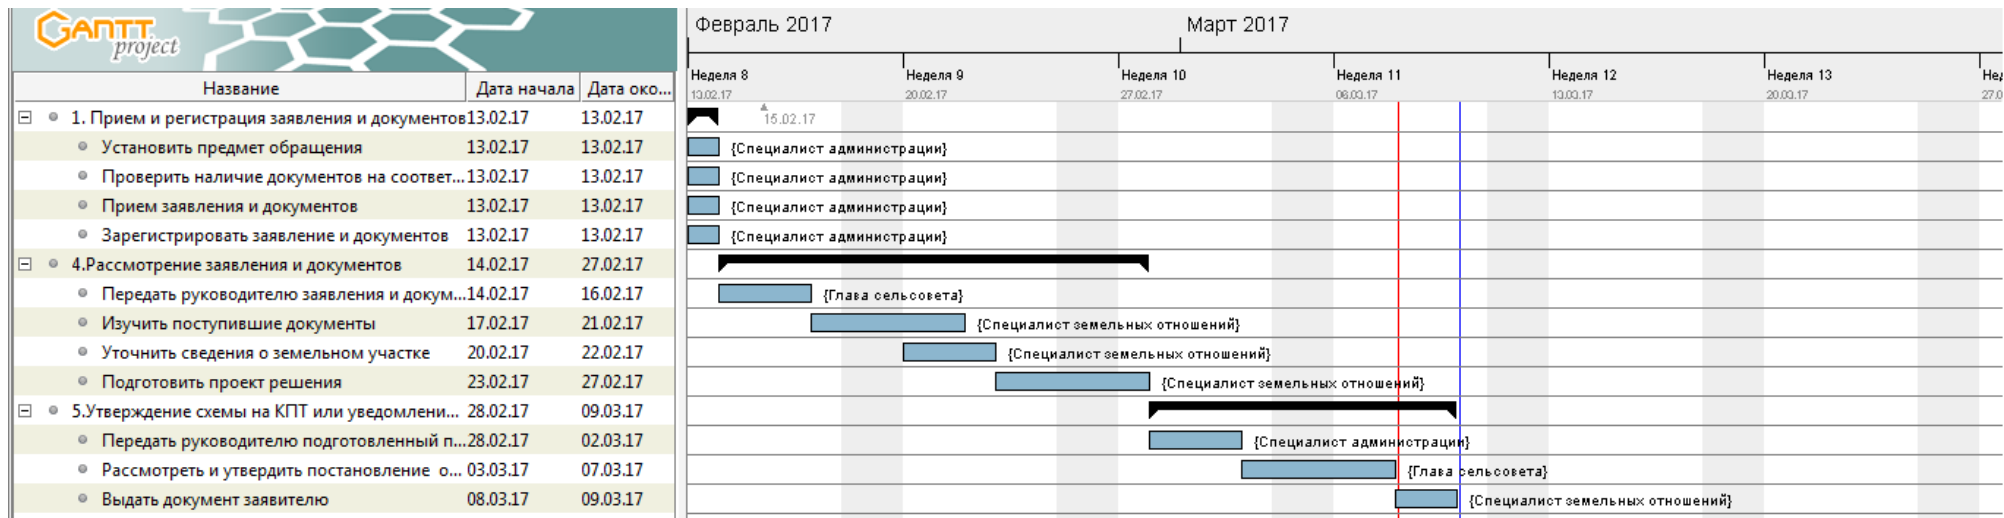 GANTT
project
Февраль 2017 Март 2017
Неделя 8 Неделя 9 Неделя 10 Неделя 11 Неделя 12 Неделя 13 Нед
13.02.17 20.02.17 27.02.17 06.03.17 13.03.17 20.03.17 27.0
Название Дата начала Дата око...
1. Прием и регистрация заявления и документов 13.02.17 13.02.17 15.02.17
Установить предмет обращения 13.02.17 13.02.17 {Специалист администрации}
Проверить наличие документов на соответ... 13.02.17 13.02.17 {Специалист администрации}
Прием заявления и документов 13.02.17 13.02.17 {Специалист администрации}
Зарегистрировать заявление и документов 13.02.17 13.02.17 {Специалист администрации}
4.Рассмотрение заявления и документов 14.02.17 27.02.17
Передать руководителю заявления и докум... 14.02.17 16.02.17 {Глава сельсовета}
Изучить поступившие документы 17.02.17 21.02.17 {Специалист земельных отношений}
Уточнить сведения о земельном участке 20.02.17 22.02.17 {Специалист земельных отношений}
Подготовить проект решения 23.02.17 27.02.17 {Специалист земельных отношений}
5.Утверждение схемы на КПТ или уведомлени... 28.02.17 09.03.17
Передать руководителю подготовленный п... 28.02.17 02.03.17 {Специалист администрации}
Рассмотреть и утвердить постановление о... 03.03.17 07.03.17 {Глава сельсовета}
Выдать документ заявителю 08.03.17 09.03.17 {Специалист земельных отношений}